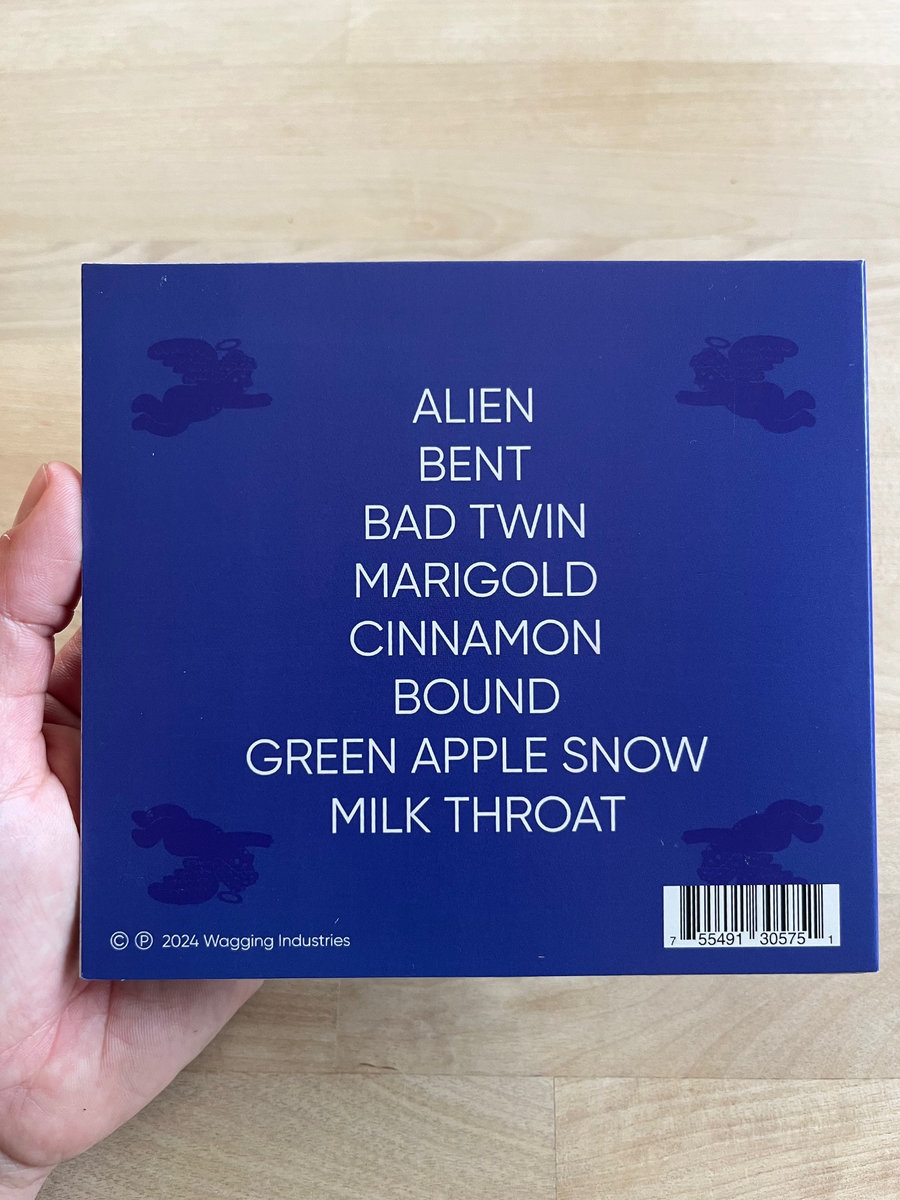 ALIEN
BENT
BAD TWIN
MARIGOLD
CINNAMON
BOUND
GREEN APPLE SNOW
MILK THROAT
© ℗ 2024 Wagging Industries
7 55491 30575 1